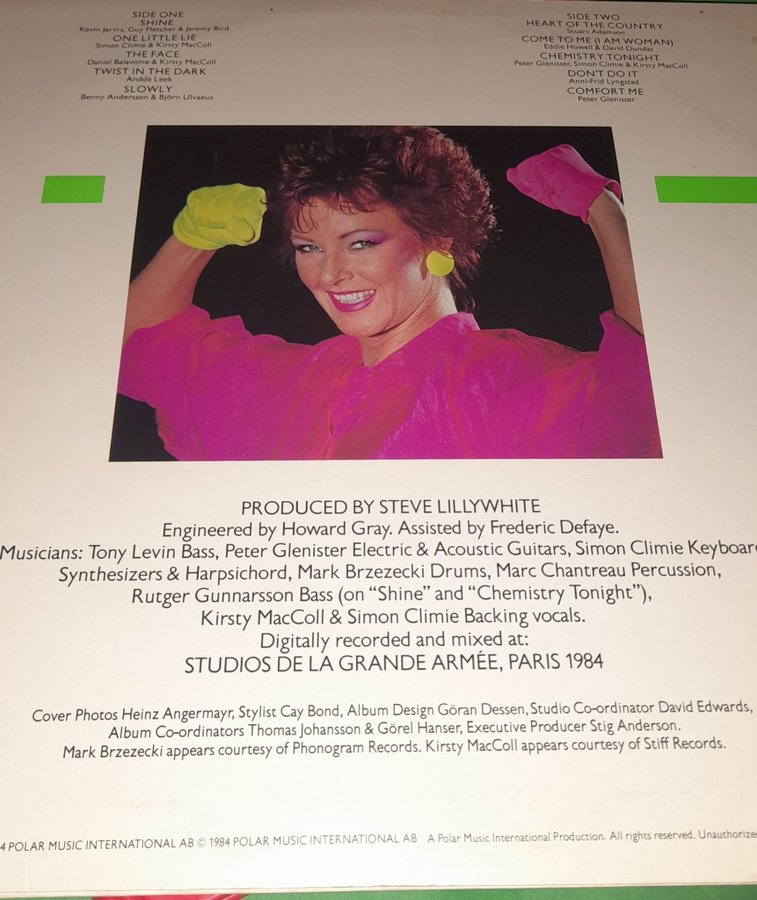 SIDE ONE
SHINE
Kevin Jarvis, Guy Fletcher & Jeremy Bird
ONE LITTLE LIE
Simon Climie & Kirsty MacColl
THE FACE
Daniel Balavoine & Kirsty MacColl
TWIST IN THE DARK
Andde Leek
SLOWLY
Benny Andersson & Björn Ulvaeus
SIDE TWO
HEART OF THE COUNTRY
Stuart Adamson
COME TO ME (I AM WOMAN)
Eddie Howell & David Dundas
CHEMISTRY TONIGHT
Peter Glenister, Simon Climie & Kirsty MacColl
DON'T DO IT
Anni-Frid Lyngstad
COMFORT ME
Peter Glenister
PRODUCED BY STEVE LILLYWHITE
Engineered by Howard Gray. Assisted by Frederic Defaye.
Musicians: Tony Levin Bass, Peter Glenister Electric & Acoustic Guitars, Simon Climie Keyboar
Synthesizers & Harpsichord, Mark Brzezecki Drums, Marc Chantreau Percussion,
Rutger Gunnarsson Bass (on "Shine" and "Chemistry Tonight"),
Kirsty MacColl & Simon Climie Backing vocals.
Digitally recorded and mixed at:
STUDIOS DE LA GRANDE ARMÉE, PARIS 1984
Cover Photos Heinz Angermayr, Stylist Cay Bond, Album Design Göran Dessen, Studio Co-ordinator David Edwards,
Album Co-ordinators Thomas Johansson & Görel Hanser, Executive Producer Stig Anderson.
Mark Brzezecki appears courtesy of Phonogram Records. Kirsty MacColl appears courtesy of Stiff Records.
4 POLAR MUSIC INTERNATIONAL AB © 1984 POLAR MUSIC INTERNATIONAL AB A Polar Music International Production. All rights reserved. Unauthorize